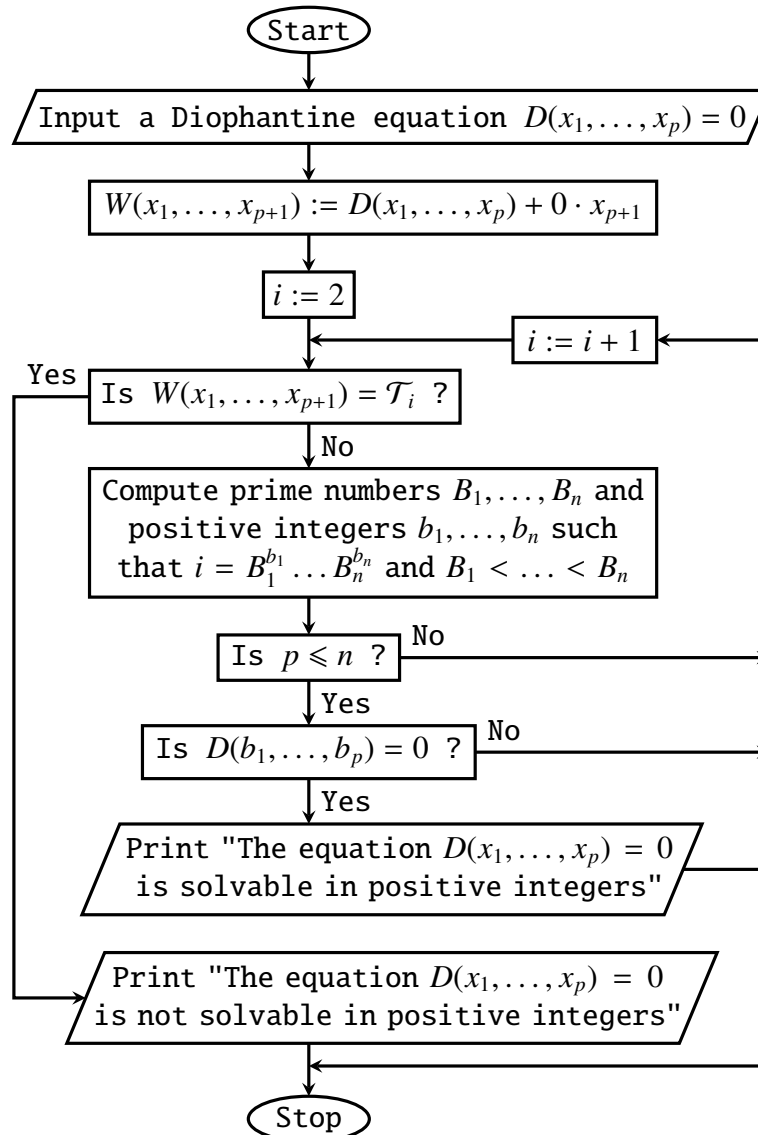 Start
Input a Diophantine equation D(x₁, . . . , xₚ) = 0
W(x₁, . . . , xₚ₊₁) := D(x₁, . . . , xₚ) + 0 · xₚ₊₁
i := 2
i := i + 1
Yes
Is W(x₁, . . . , xₚ₊₁) = 𝒯ᵢ ?
No
Compute prime numbers B₁, . . . , Bₙ and
positive integers b₁, . . . , bₙ such
that i = B₁^{b₁} . . . Bₙ^{bₙ} and B₁ < . . . < Bₙ
Is p ⩽ n ?
No
Yes
Is D(b₁, . . . , bₚ) = 0 ?
No
Yes
Print "The equation D(x₁, . . . , xₚ) = 0
is solvable in positive integers"
Print "The equation D(x₁, . . . , xₚ) = 0
is not solvable in positive integers"
Stop